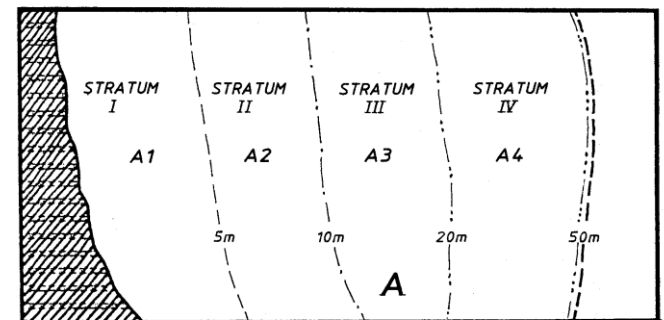 STRATUM STRATUM STRATUM STRATUM
I II III IV
A1 A2 A3 A4
5m 10m 20m 50m
A